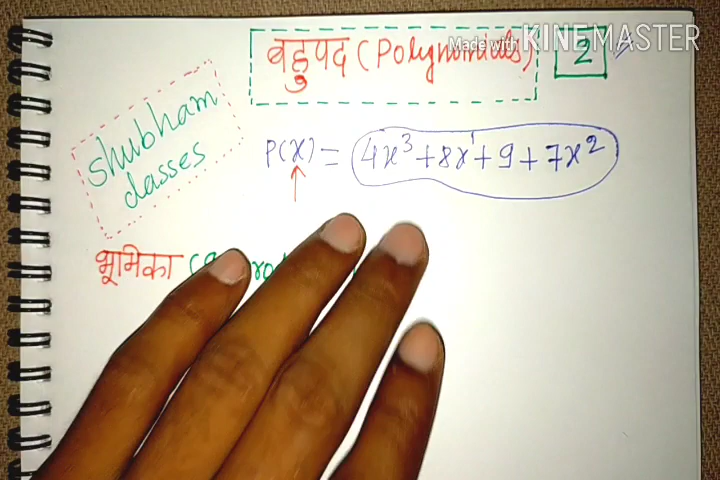 बहुपद (Polynomials) 2
Made with KINEMASTER
shubham
classes
P(x) = 4x³ + 8x¹ + 9 + 7x²
भूमिका